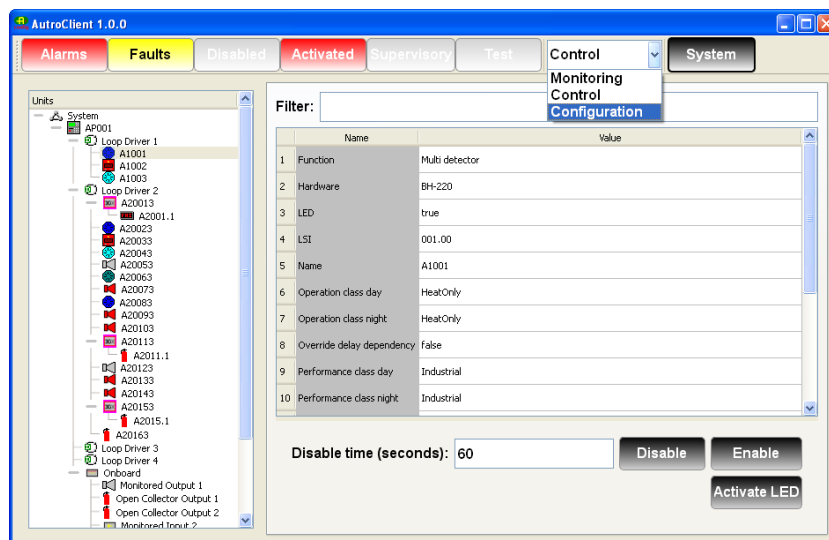 AutroClient 1.0.0
Alarms Faults Disabled Activated Supervisory Test Control System
Monitoring
Control
Configuration
Units
System
AP001
Loop Driver 1
A1001
A1002
A1003
Loop Driver 2
A20013
A2001.1
A20023
A20033
A20043
A20053
A20063
A20073
A20083
A20093
A20103
A20113
A2011.1
A20123
A20133
A20143
A20153
A2015.1
A20163
Loop Driver 3
Loop Driver 4
Onboard
Monitored Output 1
Open Collector Output 1
Open Collector Output 2
Monitored Input 2
Filter:
Name Value
1 Function Multi detector
2 Hardware BH-220
3 LED true
4 LSI 001.00
5 Name A1001
6 Operation class day HeatOnly
7 Operation class night HeatOnly
8 Override delay dependency false
9 Performance class day Industrial
10 Performance class night Industrial
Disable time (seconds): 60 Disable Enable
Activate LED